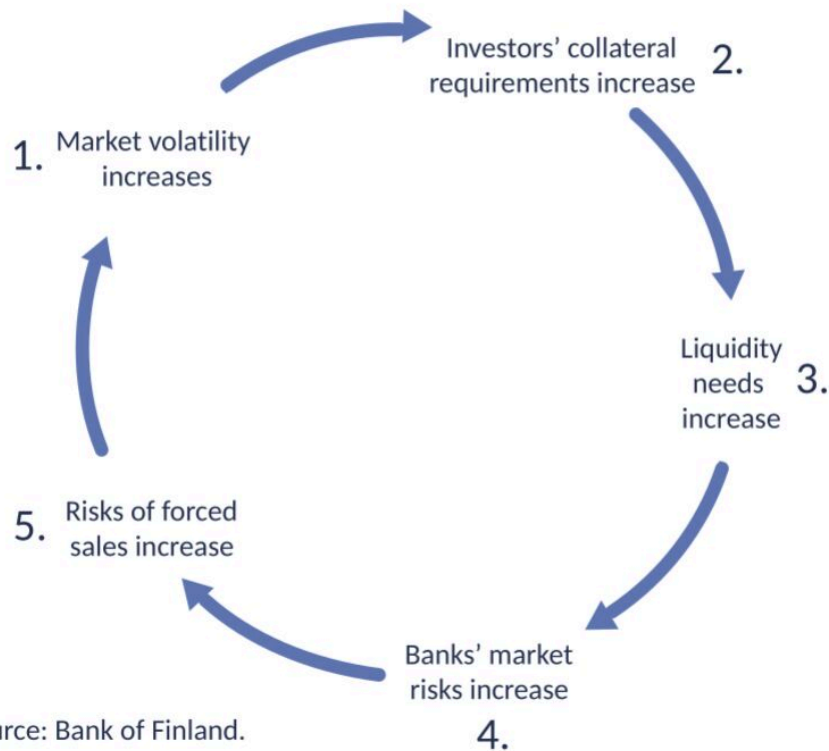 1.
Market volatility
increases
Investors’ collateral
requirements increase
2.
Liquidity
needs
increase
3.
Banks’ market
risks increase
4.
5.
Risks of forced
sales increase
urce: Bank of Finland.